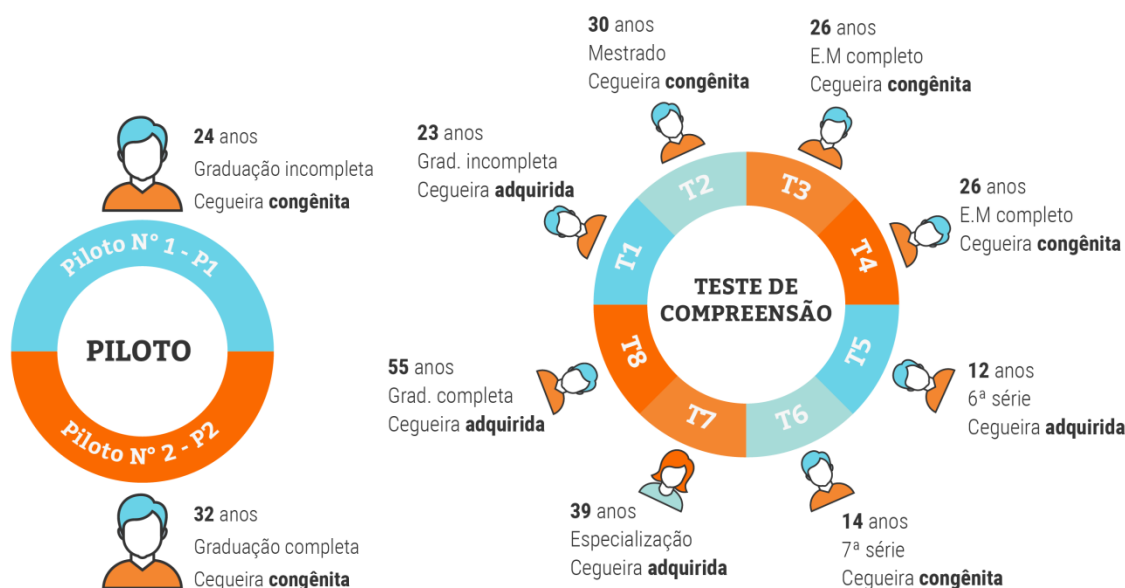 24 anos
Graduação incompleta
Cegueira congênita
Piloto N° 1 - P1
PILOTO
Piloto N° 2 - P2
32 anos
Graduação completa
Cegueira congênita
30 anos
Mestrado
Cegueira congênita
26 anos
E.M completo
Cegueira congênita
23 anos
Grad. incompleta
Cegueira adquirida
26 anos
E.M completo
Cegueira congênita
T1
T2
T3
T4
T5
T6
T7
T8
TESTE DE
COMPREENSÃO
55 anos
Grad. completa
Cegueira adquirida
12 anos
6ª série
Cegueira adquirida
39 anos
Especialização
Cegueira adquirida
14 anos
7ª série
Cegueira congênita